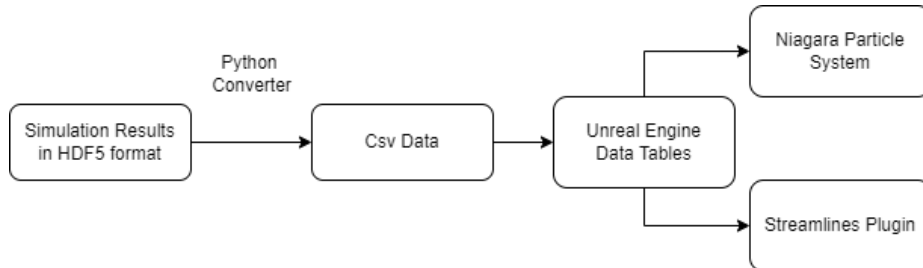 Simulation Results
in HDF5 format
Python
Converter
Csv Data
Unreal Engine
Data Tables
Niagara Particle
System
Streamlines Plugin